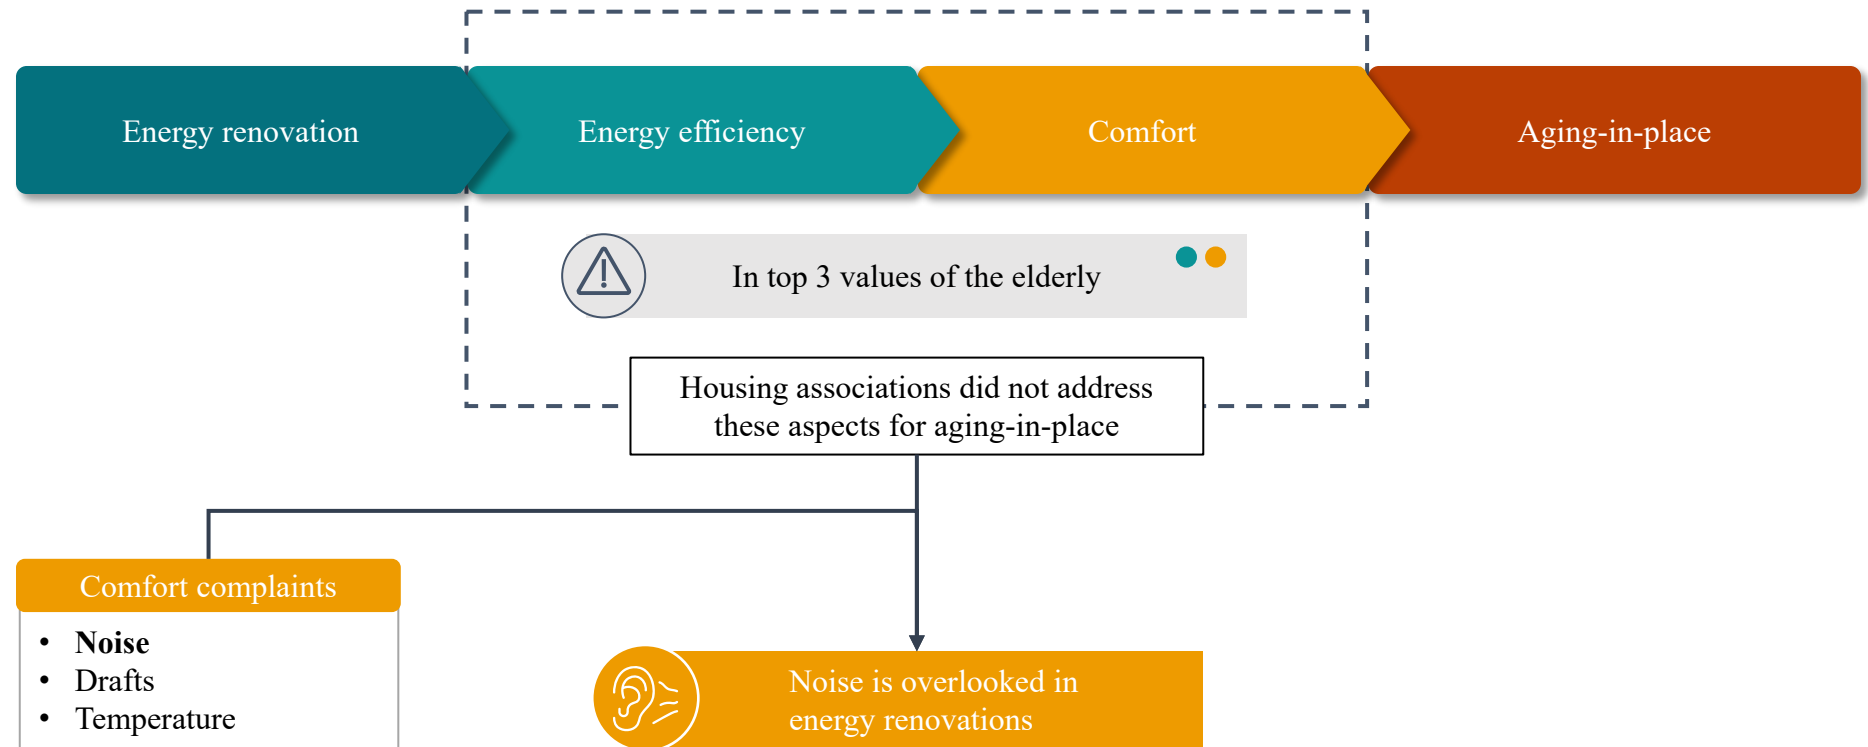 Energy renovation
Energy efficiency
Comfort
Aging-in-place
In top 3 values of the elderly
Housing associations did not address
these aspects for aging-in-place
Comfort complaints
• Noise
• Drafts
• Temperature
Noise is overlooked in
energy renovations